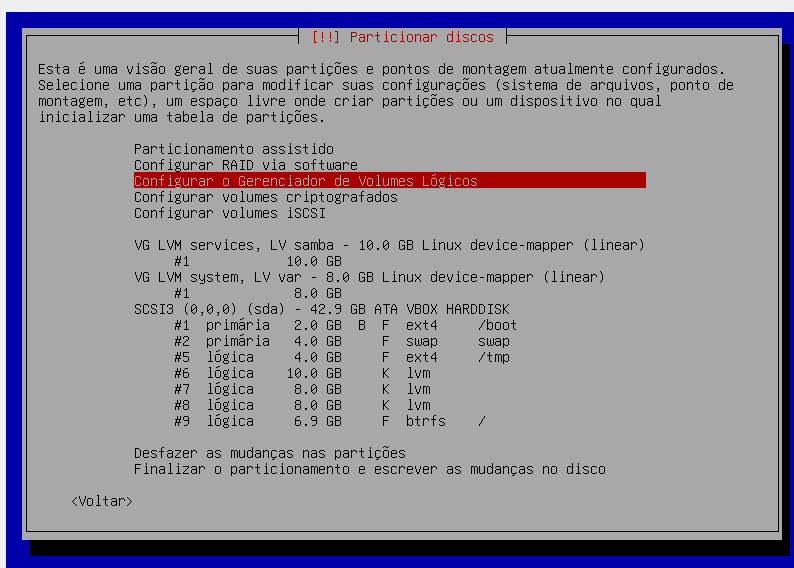 [!!] Particionar discos
Esta é uma visão geral de suas partições e pontos de montagem atualmente configurados.
Selecione uma partição para modificar suas configurações (sistema de arquivos, ponto de
montagem, etc), um espaço livre onde criar partições ou um dispositivo no qual
inicializar uma tabela de partições.
Particionamento assistido
Configurar RAID via software
Configurar o Gerenciador de Volumes Lógicos
Configurar volumes criptografados
Configurar volumes iSCSI
VG LVM services, LV samba - 10.0 GB Linux device-mapper (linear)
#1 10.0 GB
VG LVM system, LV var - 8.0 GB Linux device-mapper (linear)
#1 8.0 GB
SCSI3 (0,0,0) (sda) - 42.9 GB ATA VBOX HARDDISK
#1 primária 2.0 GB B F ext4 /boot
#2 primária 4.0 GB F swap swap
#5 lógica 4.0 GB F ext4 /tmp
#6 lógica 10.0 GB K lvm
#7 lógica 8.0 GB K lvm
#8 lógica 8.0 GB K lvm
#9 lógica 6.9 GB F btrfs /
Desfazer as mudanças nas partições
Finalizar o particionamento e escrever as mudanças no disco
<Voltar>